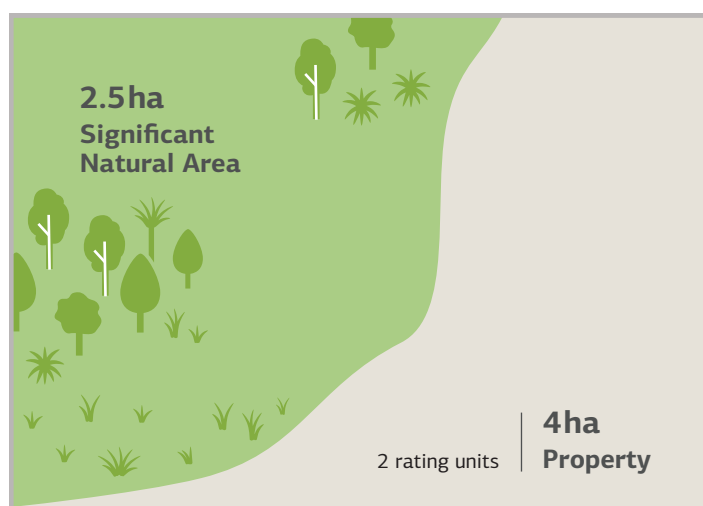 2.5ha
Significant
Natural Area
2 rating units
4ha
Property